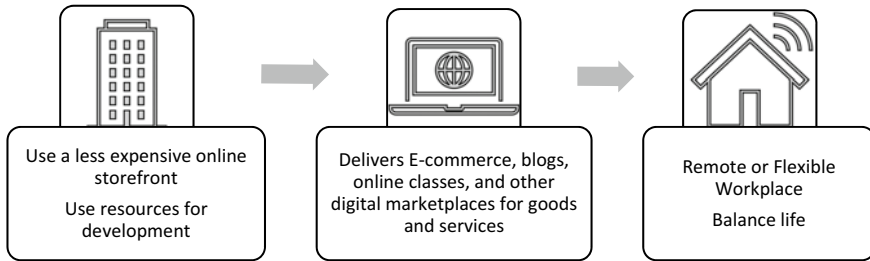 Use a less expensive online
storefront
Use resources for
development
Delivers E-commerce, blogs,
online classes, and other
digital marketplaces for goods
and services
Remote or Flexible
Workplace
Balance life